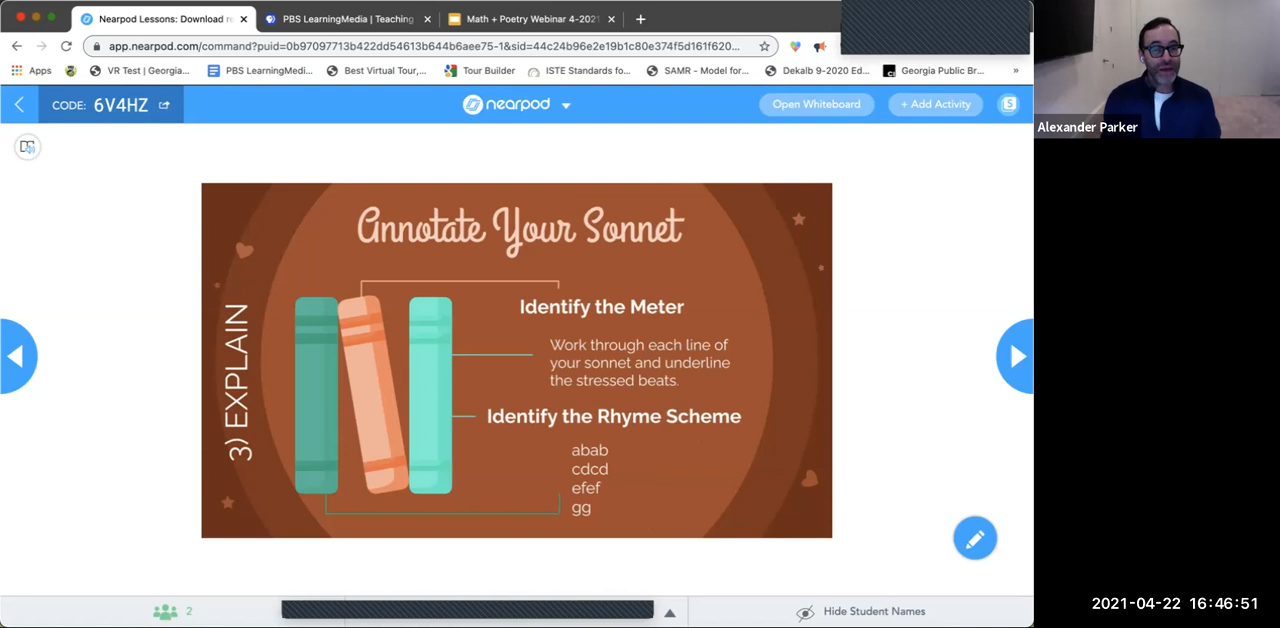 Nearpod Lessons: Download re
PBS LearningMedia | Teaching
Math + Poetry Webinar 4-2021
app.nearpod.com/command?puid=0b97097713b422dd54613b644b6aee75-1&sid=44c24b96e2e19b1c80e374f5d161f620...
Apps
VR Test | Georgia...
PBS LearningMedi...
Best Virtual Tour,...
Tour Builder
ISTE Standards fo...
SAMR - Model for...
Dekalb 9-2020 Ed...
Georgia Public Br...
»
CODE: 6V4HZ
nearpod
Open Whiteboard
+ Add Activity
S
Alexander Parker
Annotate Your Sonnet
3) EXPLAIN
Identify the Meter
Work through each line of
your sonnet and underline
the stressed beats.
Identify the Rhyme Scheme
abab
cdcd
efef
gg
2
Hide Student Names
2021-04-22 16:46:51